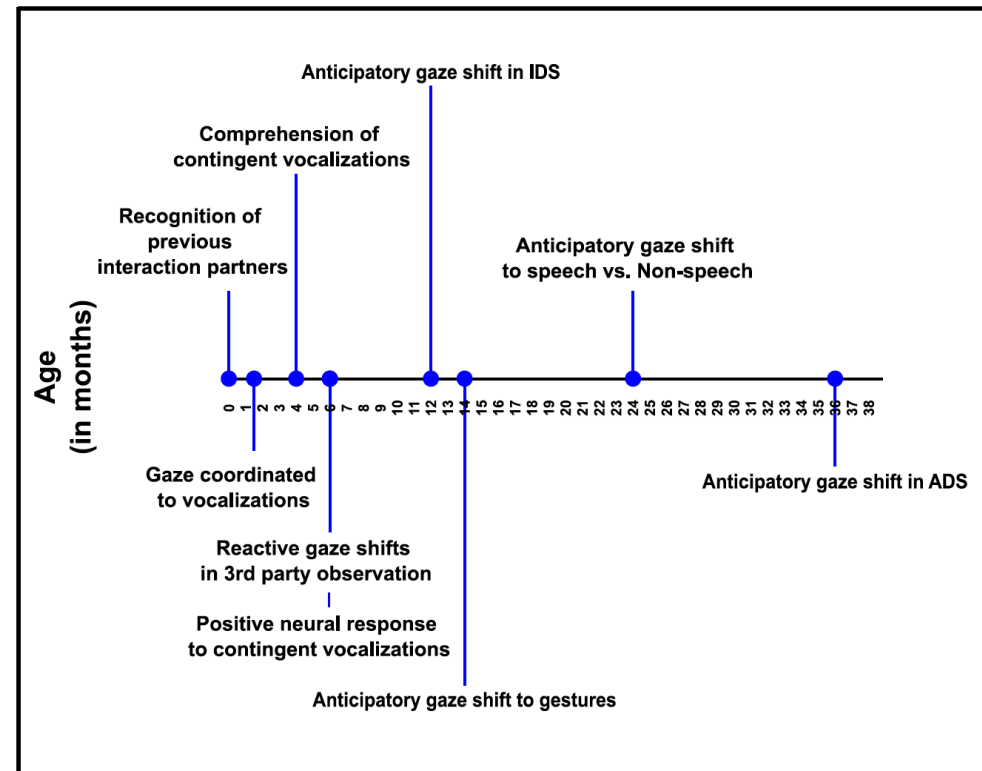 Anticipatory gaze shift in IDS
Comprehension of
contingent vocalizations
Recognition of
previous
interaction partners
Anticipatory gaze shift
to speech vs. Non-speech
Age
(in months)
0 1 2 3 4 5 6 7 8 9 10 11 12 13 14 15 16 17 18 19 20 21 22 23 24 25 26 27 28 29 30 31 32 33 34 35 36 37 38
Gaze coordinated
to vocalizations
Anticipatory gaze shift in ADS
Reactive gaze shifts
in 3rd party observation
Positive neural response
to contingent vocalizations
Anticipatory gaze shift to gestures